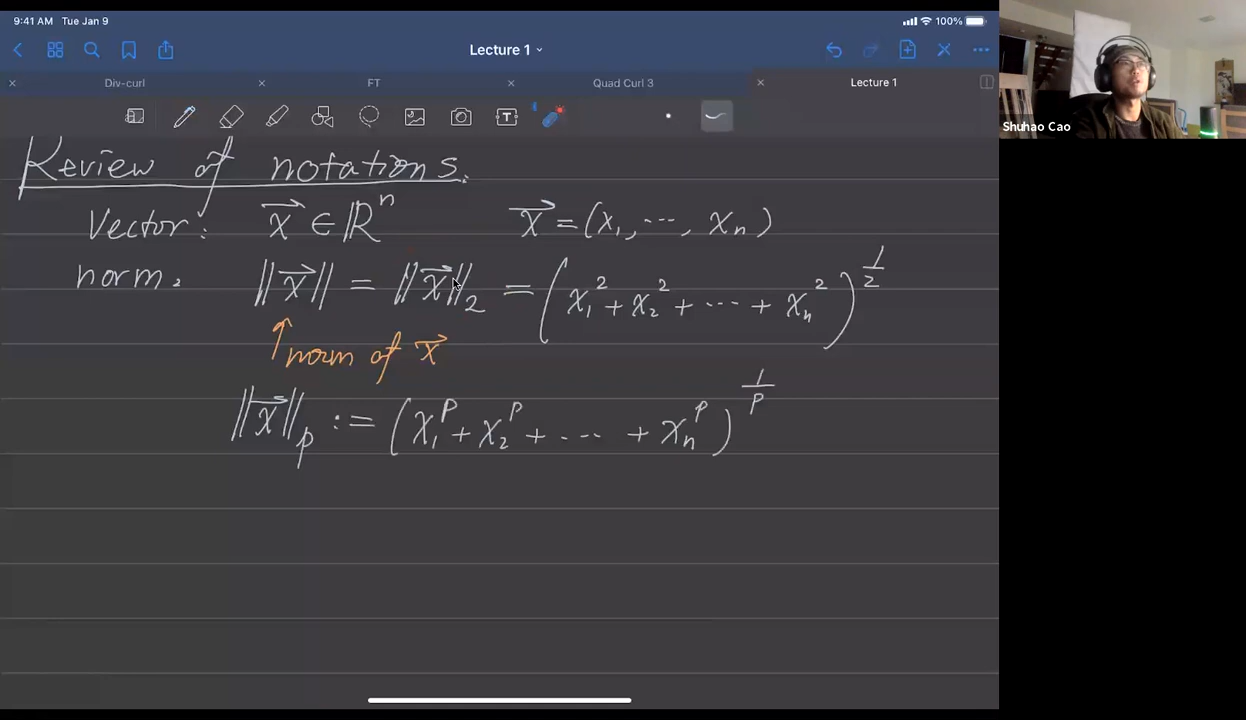 9:41 AM Tue Jan 9
100%
Lecture 1
Div-curl
FT
Quad Curl 3
Lecture 1
Shuhao Cao
Review of notations.
Vector: x⃗ ∈ ℝⁿ x⃗ = (x₁, ⋯, xₙ)
norm. ‖x⃗‖ = ‖x⃗‖₂ = (x₁² + x₂² + ⋯ + xₙ²)^(1/2)
↑ norm of x⃗
‖x⃗‖ₚ := (x₁ᵖ + x₂ᵖ + ⋯ + xₙᵖ)^(1/p)